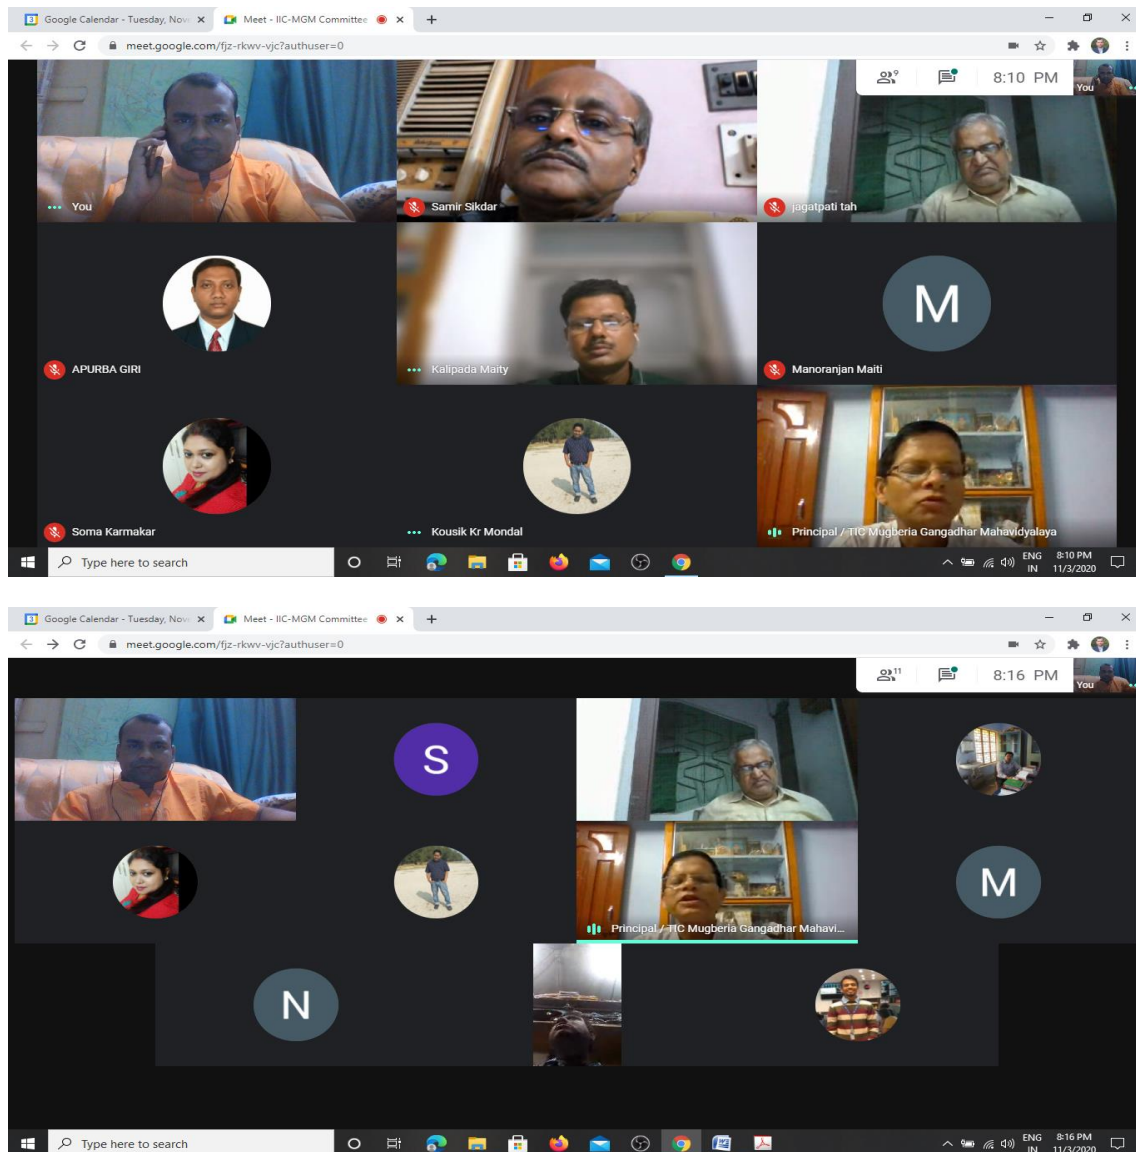 Google Calendar - Tuesday, Nov
Meet - IIC-MGM Committee
meet.google.com/fjz-rkwv-vjc?authuser=0
9
8:10 PM
You
You
Samir Sikdar
jagatpati tah
M
APURBA GIRI
Kalipada Maity
Manoranjan Maiti
Soma Karmakar
Kousik Kr Mondal
Principal / TIC Mugberia Gangadhar Mahavidyalaya
Type here to search
ENG
IN
8:10 PM
11/3/2020
Google Calendar - Tuesday, Nov
Meet - IIC-MGM Committee
meet.google.com/fjz-rkwv-vjc?authuser=0
11
8:16 PM
You
S
Principal / TIC Mugberia Gangadhar Mahavi...
M
N
Type here to search
ENG
IN
8:16 PM
11/3/2020